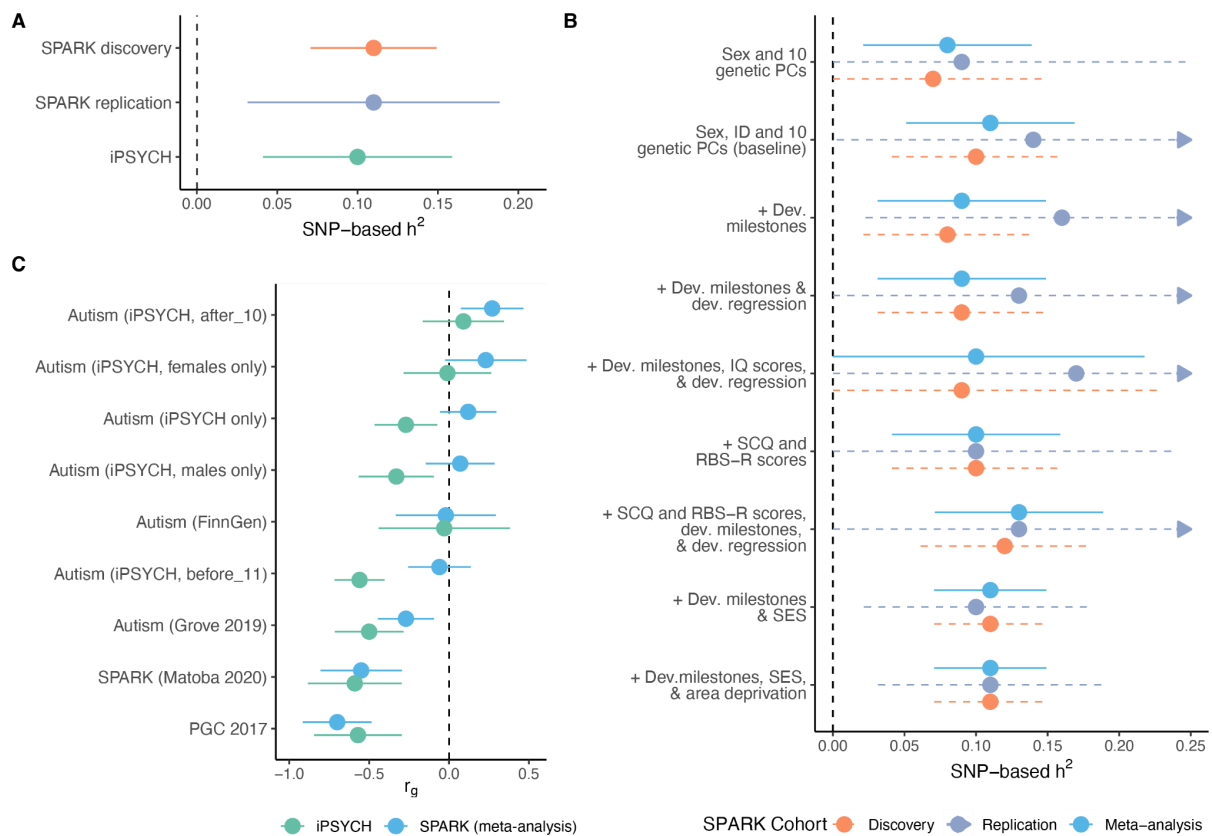 A
SPARK discovery
SPARK replication
iPSYCH
0.00 0.05 0.10 0.15 0.20
SNP−based h²
B
Sex and 10
genetic PCs
Sex, ID and 10
genetic PCs (baseline)
+ Dev.
milestones
+ Dev. milestones &
dev. regression
+ Dev. milestones, IQ scores,
& dev. regression
+ SCQ and
RBS−R scores
+ SCQ and RBS−R scores,
dev. milestones,
& dev. regression
+ Dev. milestones
& SES
+ Dev.milestones, SES,
& area deprivation
0.00 0.05 0.10 0.15 0.20 0.25
SNP−based h²
SPARK Cohort Discovery Replication Meta−analysis
C
Autism (iPSYCH, after_10)
Autism (iPSYCH, females only)
Autism (iPSYCH only)
Autism (iPSYCH, males only)
Autism (FinnGen)
Autism (iPSYCH, before_11)
Autism (Grove 2019)
SPARK (Matoba 2020)
PGC 2017
−1.0 −0.5 0.0 0.5
rg
iPSYCH SPARK (meta−analysis)